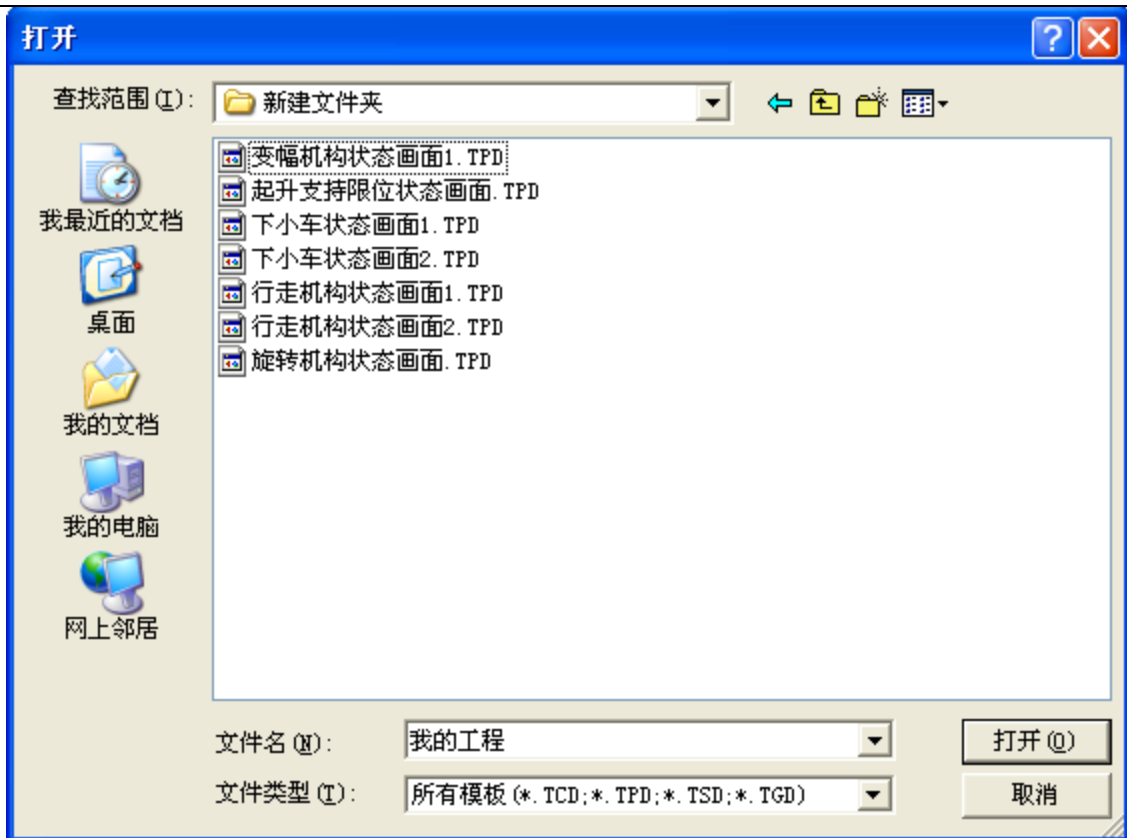 打开
查找范围(I):
新建文件夹
我最近的文档
桌面
我的文档
我的电脑
网上邻居
变幅机构状态画面1.TPD
起升支持限位状态画面.TPD
下小车状态画面1.TPD
下小车状态画面2.TPD
行走机构状态画面1.TPD
行走机构状态画面2.TPD
旋转机构状态画面.TPD
文件名(N): 我的工程 打开(O)
文件类型(T): 所有模板(*.TCD;*.TPD;*.TSD;*.TGD) 取消